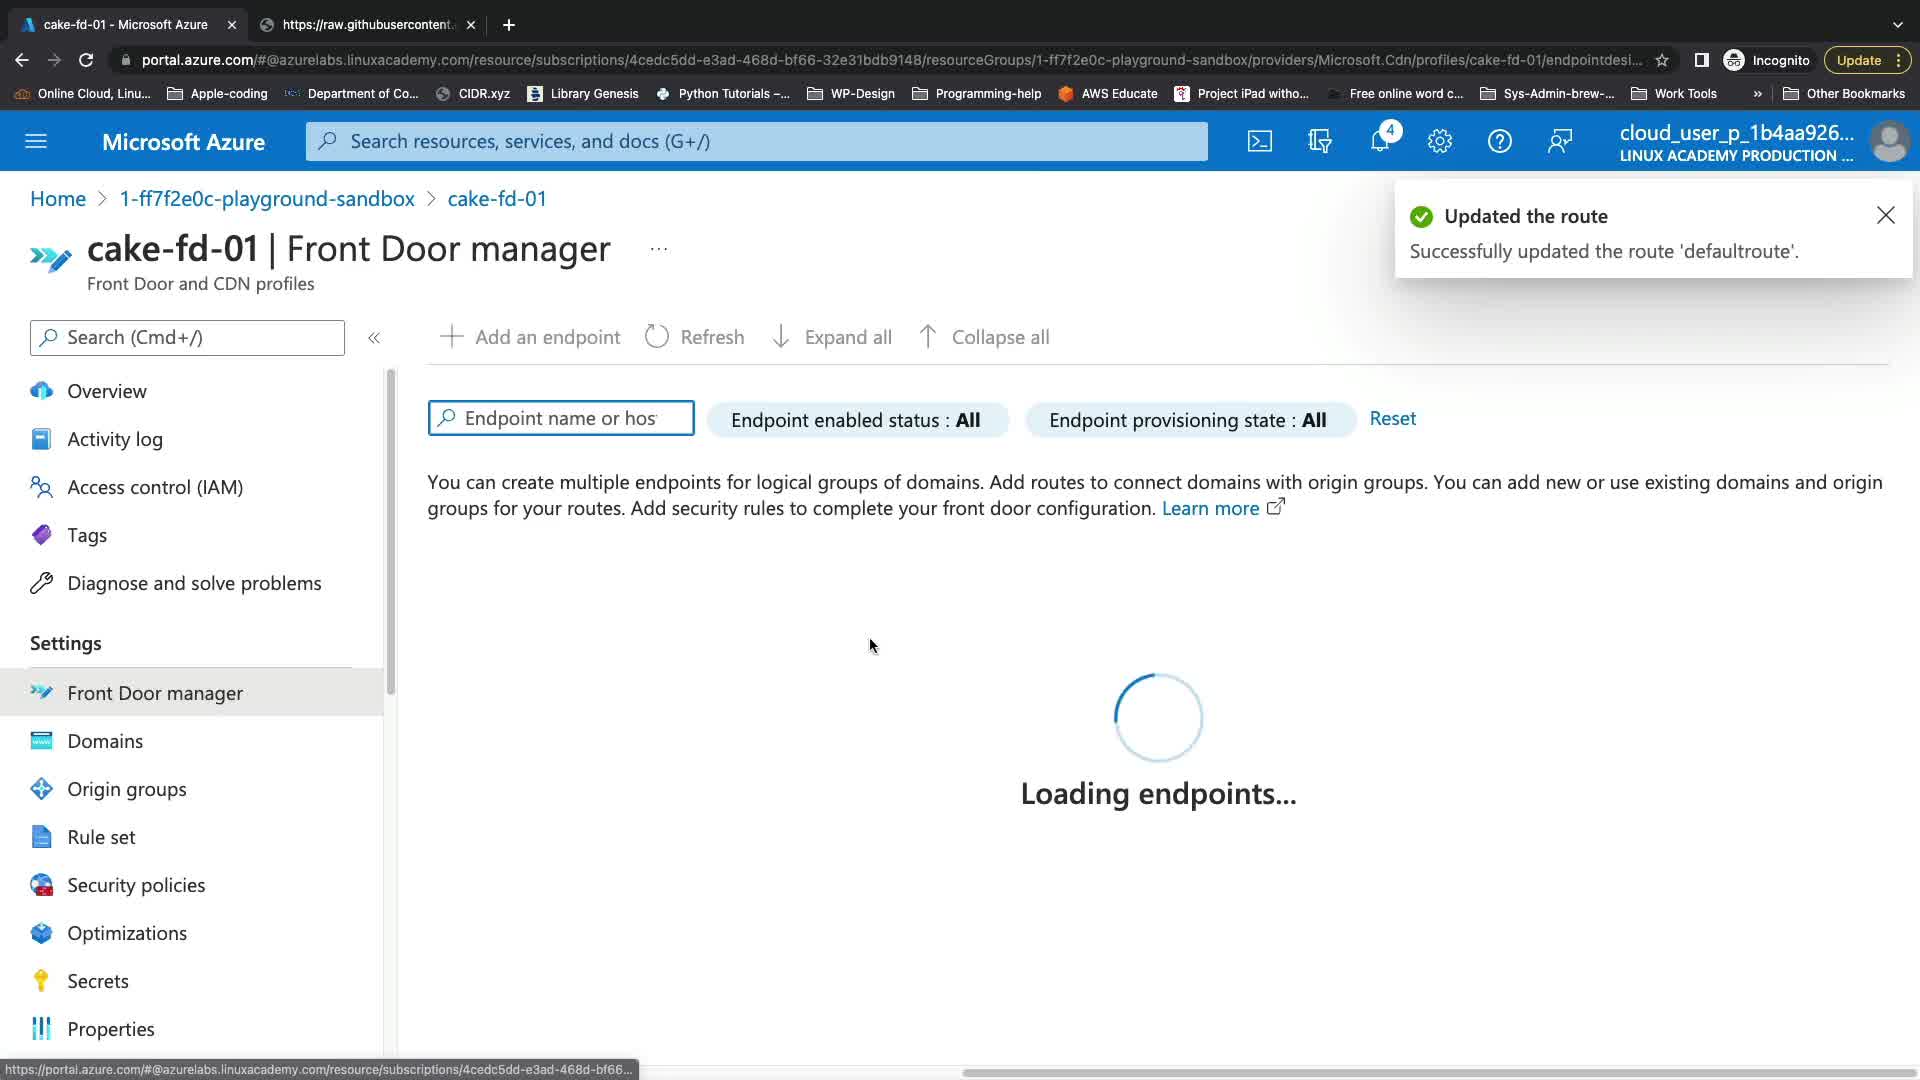 cake-fd-01 - Microsoft Azure
https://raw.githubusercontent.
portal.azure.com/#@azurelabs.linuxacademy.com/resource/subscriptions/4cedc5dd-e3ad-468d-bf66-32e31bdb9148/resourceGroups/1-ff7f2e0c-playground-sandbox/providers/Microsoft.Cdn/profiles/cake-fd-01/endpointdesi...
Incognito
Update
Online Cloud, Linu...
Apple-coding
Department of Co...
CIDR.xyz
Library Genesis
Python Tutorials –...
WP-Design
Programming-help
AWS Educate
Project iPad witho...
Free online word c...
Sys-Admin-brew-...
Work Tools
»
Other Bookmarks
Microsoft Azure
Search resources, services, and docs (G+/)
4
cloud_user_p_1b4aa926...
LINUX ACADEMY PRODUCTION ...
Home > 1-ff7f2e0c-playground-sandbox > cake-fd-01
cake-fd-01 | Front Door manager ...
Front Door and CDN profiles
Updated the route
Successfully updated the route 'defaultroute'.
Search (Cmd+/)
«
Add an endpoint
Refresh
Expand all
Collapse all
Overview
Activity log
Access control (IAM)
Tags
Diagnose and solve problems
Settings
Front Door manager
Domains
Origin groups
Rule set
Security policies
Optimizations
Secrets
Properties
Endpoint name or hos
Endpoint enabled status : All
Endpoint provisioning state : All
Reset
You can create multiple endpoints for logical groups of domains. Add routes to connect domains with origin groups. You can add new or use existing domains and origin
groups for your routes. Add security rules to complete your front door configuration. Learn more
Loading endpoints...
https://portal.azure.com/#@azurelabs.linuxacademy.com/resource/subscriptions/4cedc5dd-e3ad-468d-bf66...